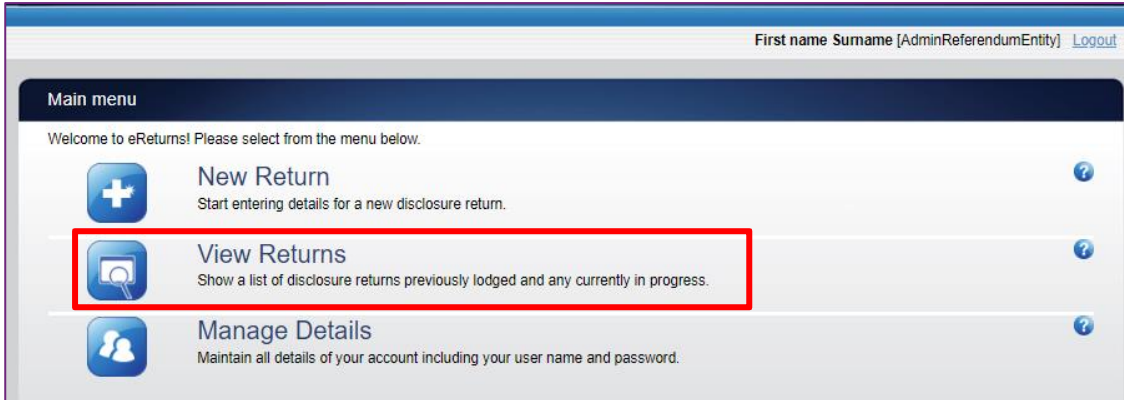 First name Surname [AdminReferendumEntity] Logout
Main menu
Welcome to eReturns! Please select from the menu below.
New Return
Start entering details for a new disclosure return.
View Returns
Show a list of disclosure returns previously lodged and any currently in progress.
Manage Details
Maintain all details of your account including your user name and password.